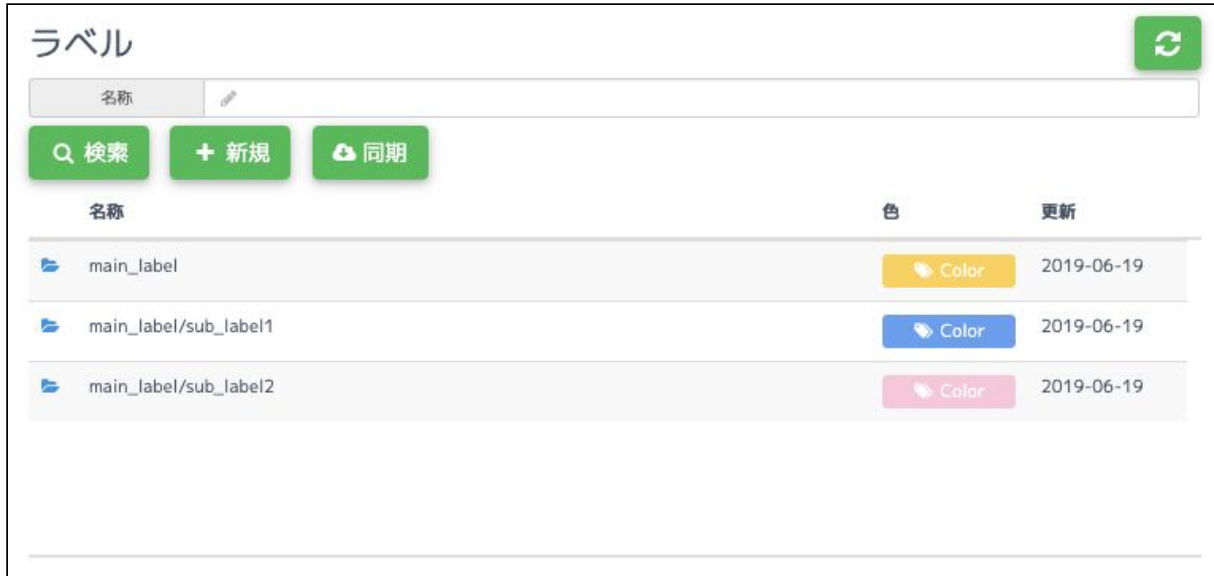 ラベル
名称
検索 新規 同期
名称 色 更新
main_label Color 2019-06-19
main_label/sub_label1 Color 2019-06-19
main_label/sub_label2 Color 2019-06-19